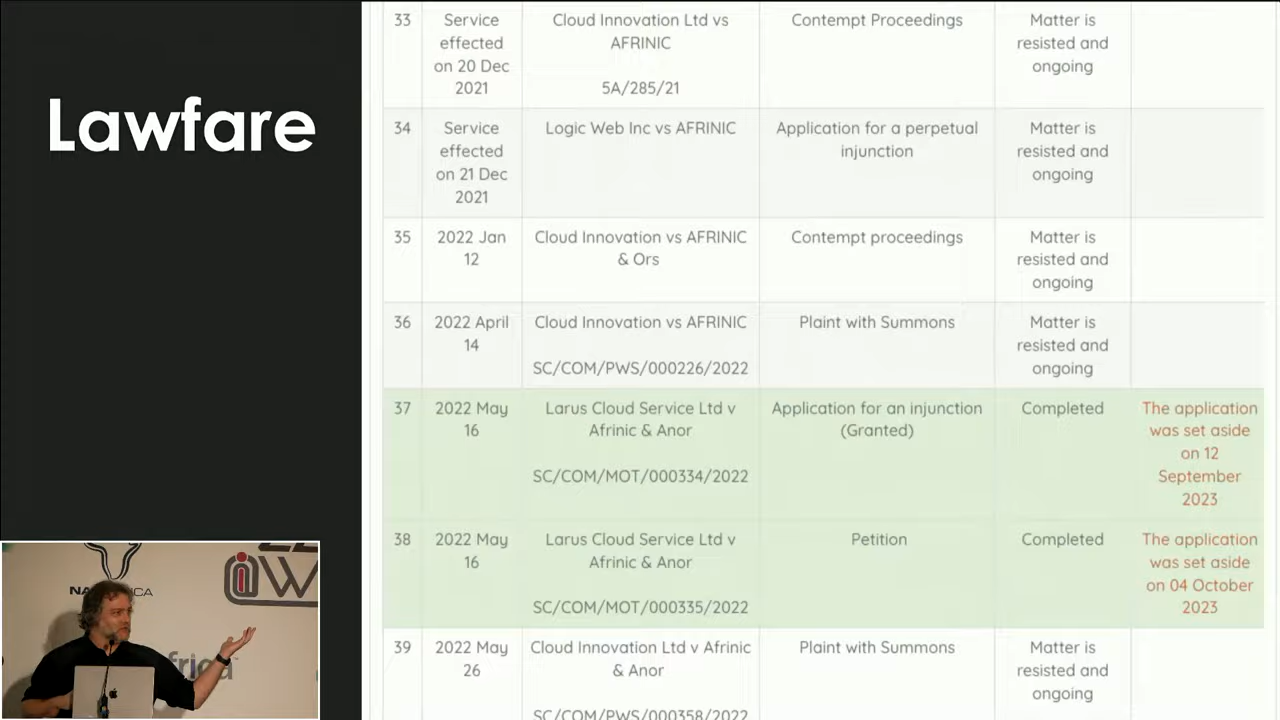 Lawfare
33
Service
effected
on 20 Dec
2021
Cloud Innovation Ltd vs
AFRINIC
5A/285/21
Contempt Proceedings
Matter is
resisted and
ongoing
34
Service
effected
on 21 Dec
2021
Logic Web Inc vs AFRINIC
Application for a perpetual
injunction
Matter is
resisted and
ongoing
35
2022 Jan
12
Cloud Innovation vs AFRINIC
& Ors
Contempt proceedings
Matter is
resisted and
ongoing
36
2022 April
14
Cloud Innovation vs AFRINIC
SC/COM/PWS/000226/2022
Plaint with Summons
Matter is
resisted and
ongoing
37
2022 May
16
Larus Cloud Service Ltd v
Afrinic & Anor
SC/COM/MOT/000334/2022
Application for an injunction
(Granted)
Completed
The application
was set aside
on 12
September
2023
38
2022 May
16
Larus Cloud Service Ltd v
Afrinic & Anor
SC/COM/MOT/000335/2022
Petition
Completed
The application
was set aside
on 04 October
2023
39
2022 May
26
Cloud Innovation Ltd v Afrinic
& Anor
SC/COM/PWS/000358/2022
Plaint with Summons
Matter is
resisted and
ongoing